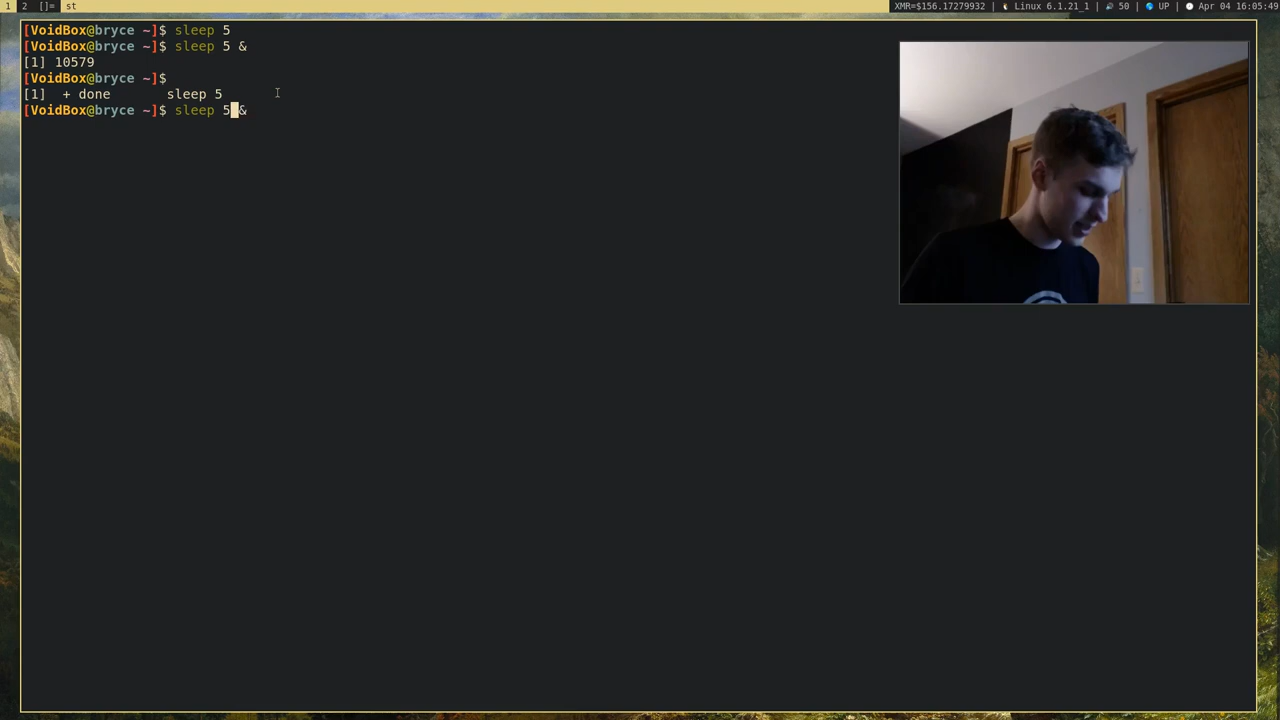 1 2 []= st XMR=$156.17279932 | Linux 6.1.21_1 | 50 | UP | Apr 04 16:05:49
[VoidBox@bryce ~]$ sleep 5
[VoidBox@bryce ~]$ sleep 5 &
[1] 10579
[VoidBox@bryce ~]$
[1]  + done       sleep 5
[VoidBox@bryce ~]$ sleep 5 &